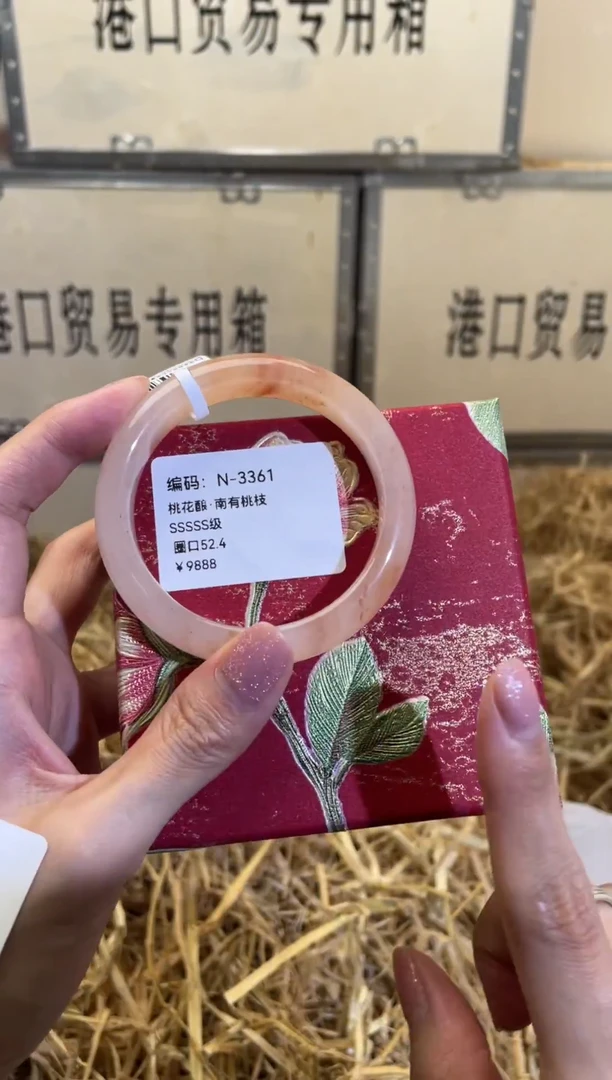 港口贸易专用箱
港口贸易专用箱
港口贸易
编码：N-3361
桃花酿·南有桃枝
SSSSS级
圈口52.4
￥9888